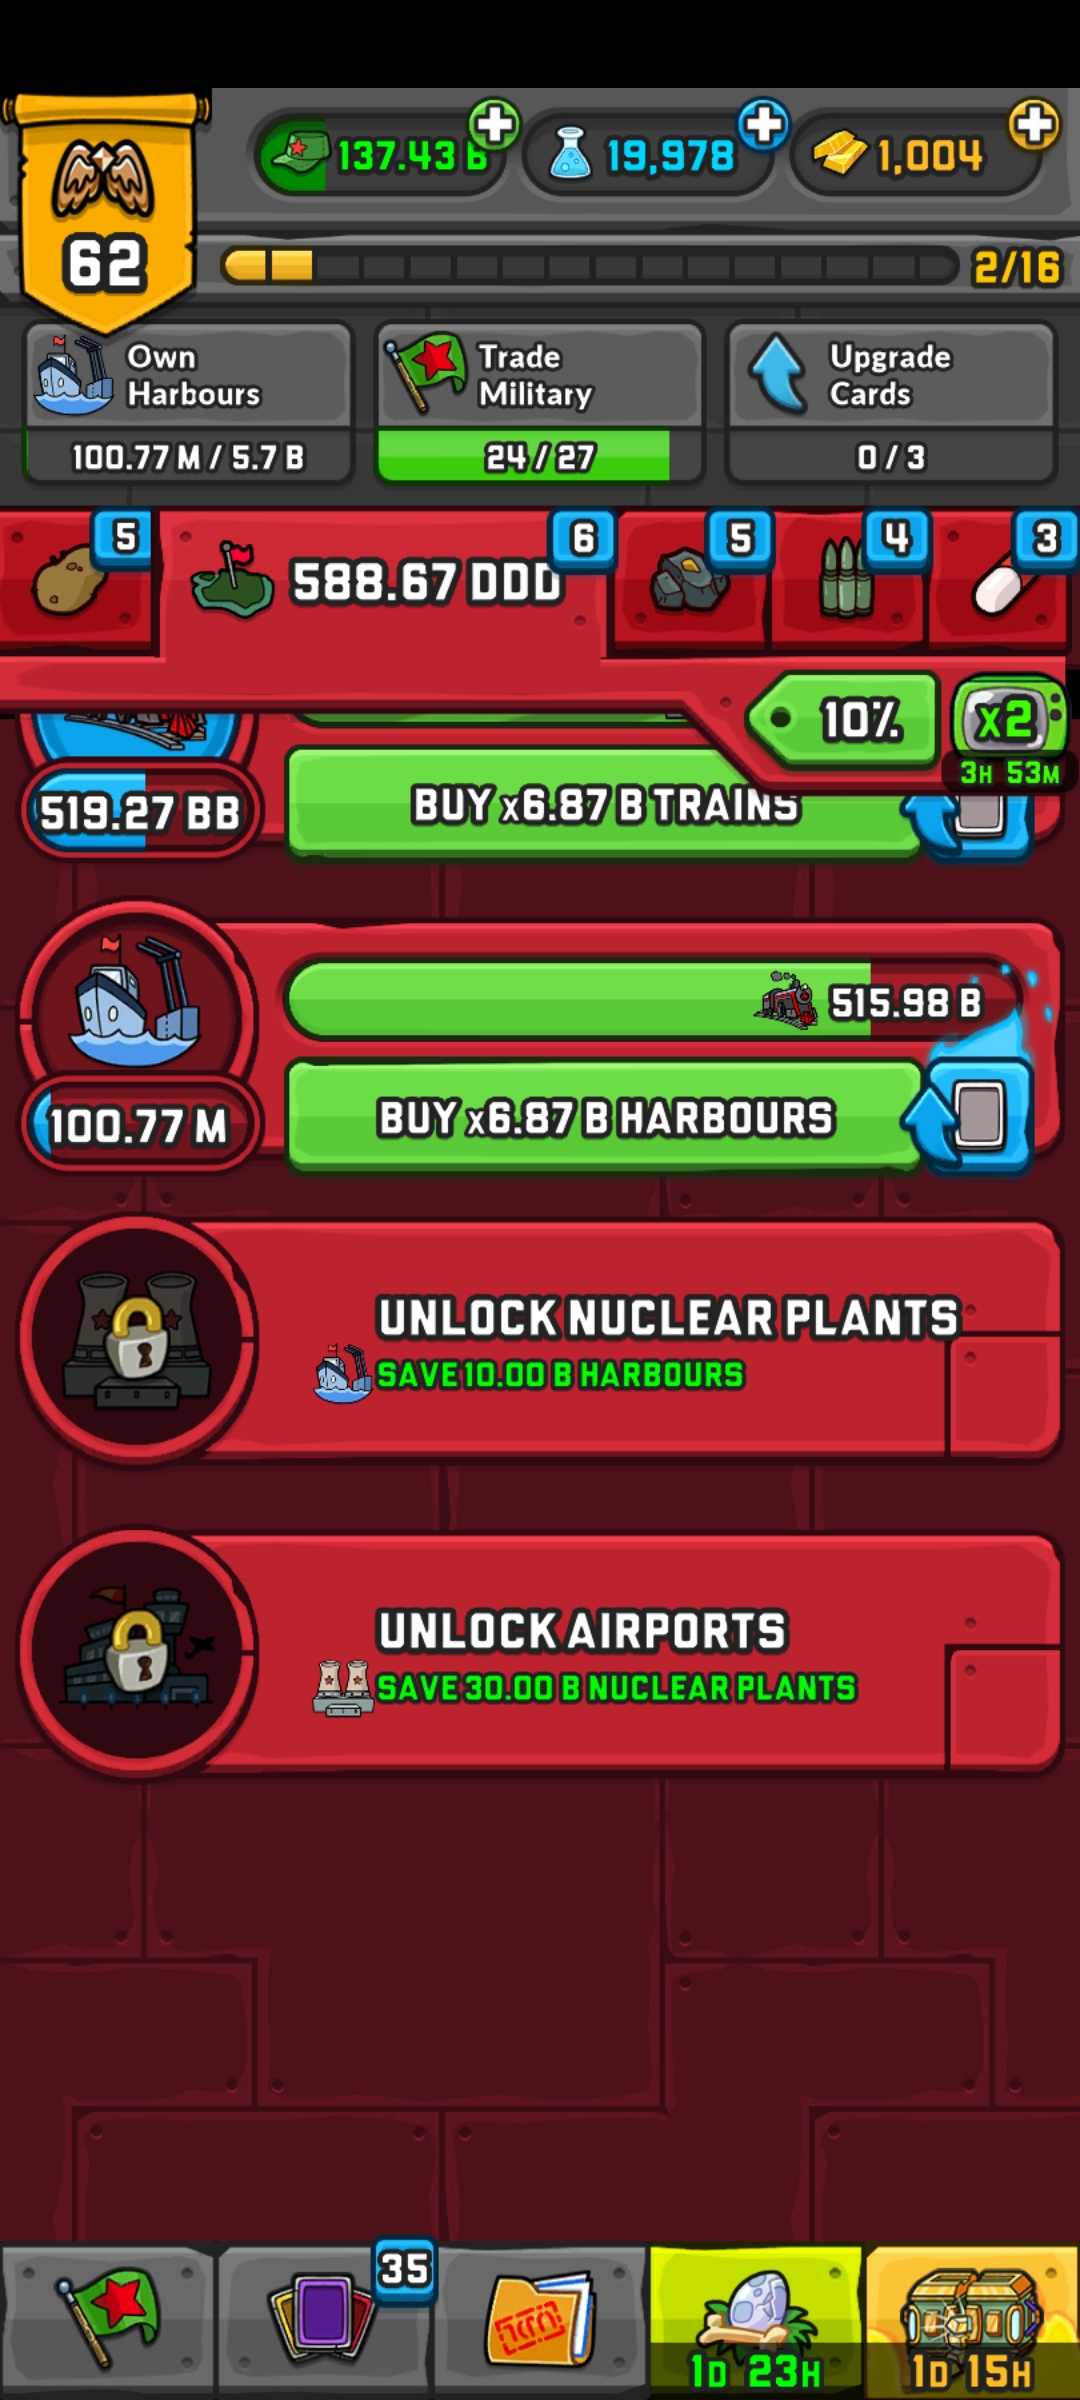 137.43 B
19,978
1,004
62
2/16
Own
Harbours
100.77 M / 5.7 B
Trade
Military
24 / 27
Upgrade
Cards
0 / 3
5
588.67 DDD
6
5
4
3
10%
x2
3H 53M
519.27 BB
BUY x6.87 B TRAINS
515.98 B
100.77 M
BUY x6.87 B HARBOURS
UNLOCK NUCLEAR PLANTS
SAVE 10.00 B HARBOURS
UNLOCK AIRPORTS
SAVE 30.00 B NUCLEAR PLANTS
35
1D 23H
1D 15H